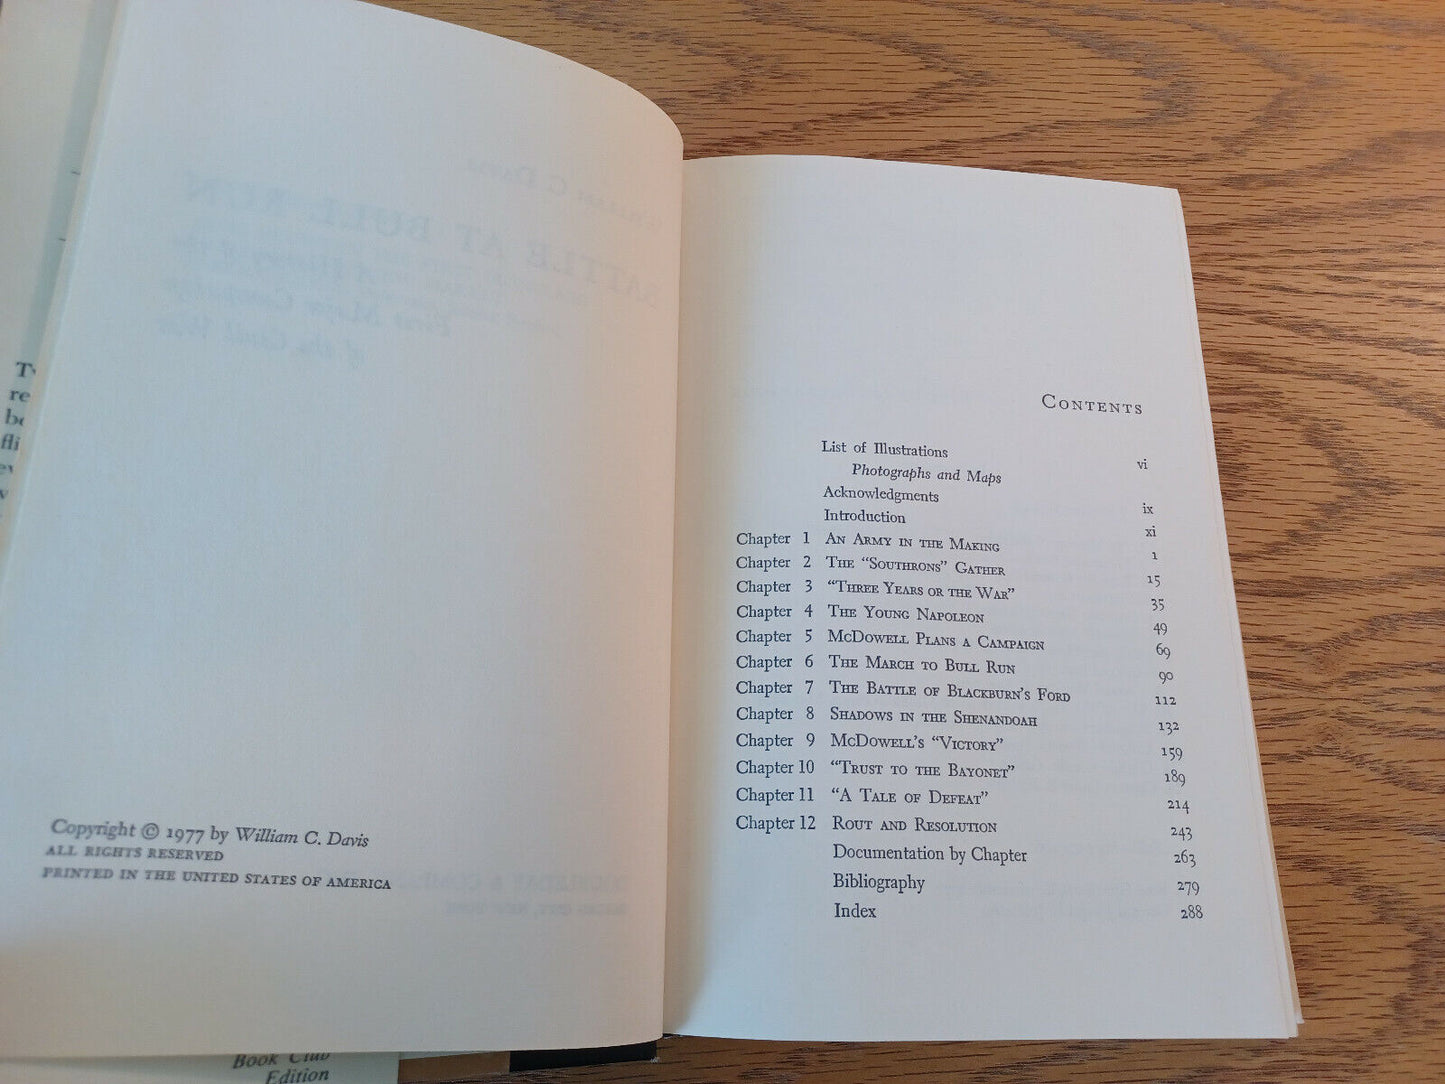 Copyright © 1977 by William C. Davis
ALL RIGHTS RESERVED
PRINTED IN THE UNITED STATES OF AMERICA
Book Club
Edition
CONTENTS
List of Illustrations vi
Photographs and Maps
Acknowledgments ix
Introduction xi
Chapter 1 AN ARMY IN THE MAKING 1
Chapter 2 THE "SOUTHRONS" GATHER 15
Chapter 3 "THREE YEARS OR THE WAR" 35
Chapter 4 THE YOUNG NAPOLEON 49
Chapter 5 MCDOWELL PLANS A CAMPAIGN 69
Chapter 6 THE MARCH TO BULL RUN 90
Chapter 7 THE BATTLE OF BLACKBURN'S FORD 112
Chapter 8 SHADOWS IN THE SHENANDOAH 132
Chapter 9 MCDOWELL'S "VICTORY" 159
Chapter 10 "TRUST TO THE BAYONET" 189
Chapter 11 "A TALE OF DEFEAT" 214
Chapter 12 ROUT AND RESOLUTION 243
Documentation by Chapter 263
Bibliography 279
Index 288